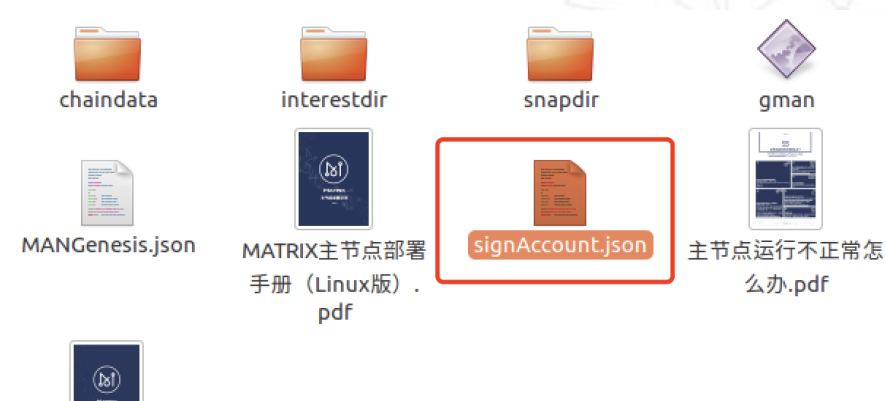 chaindata
interestdir
snapdir
gman
MANGenesis.json
MATRIX主节点部署
手册（Linux版）.
pdf
signAccount.json
主节点运行不正常怎
么办.pdf